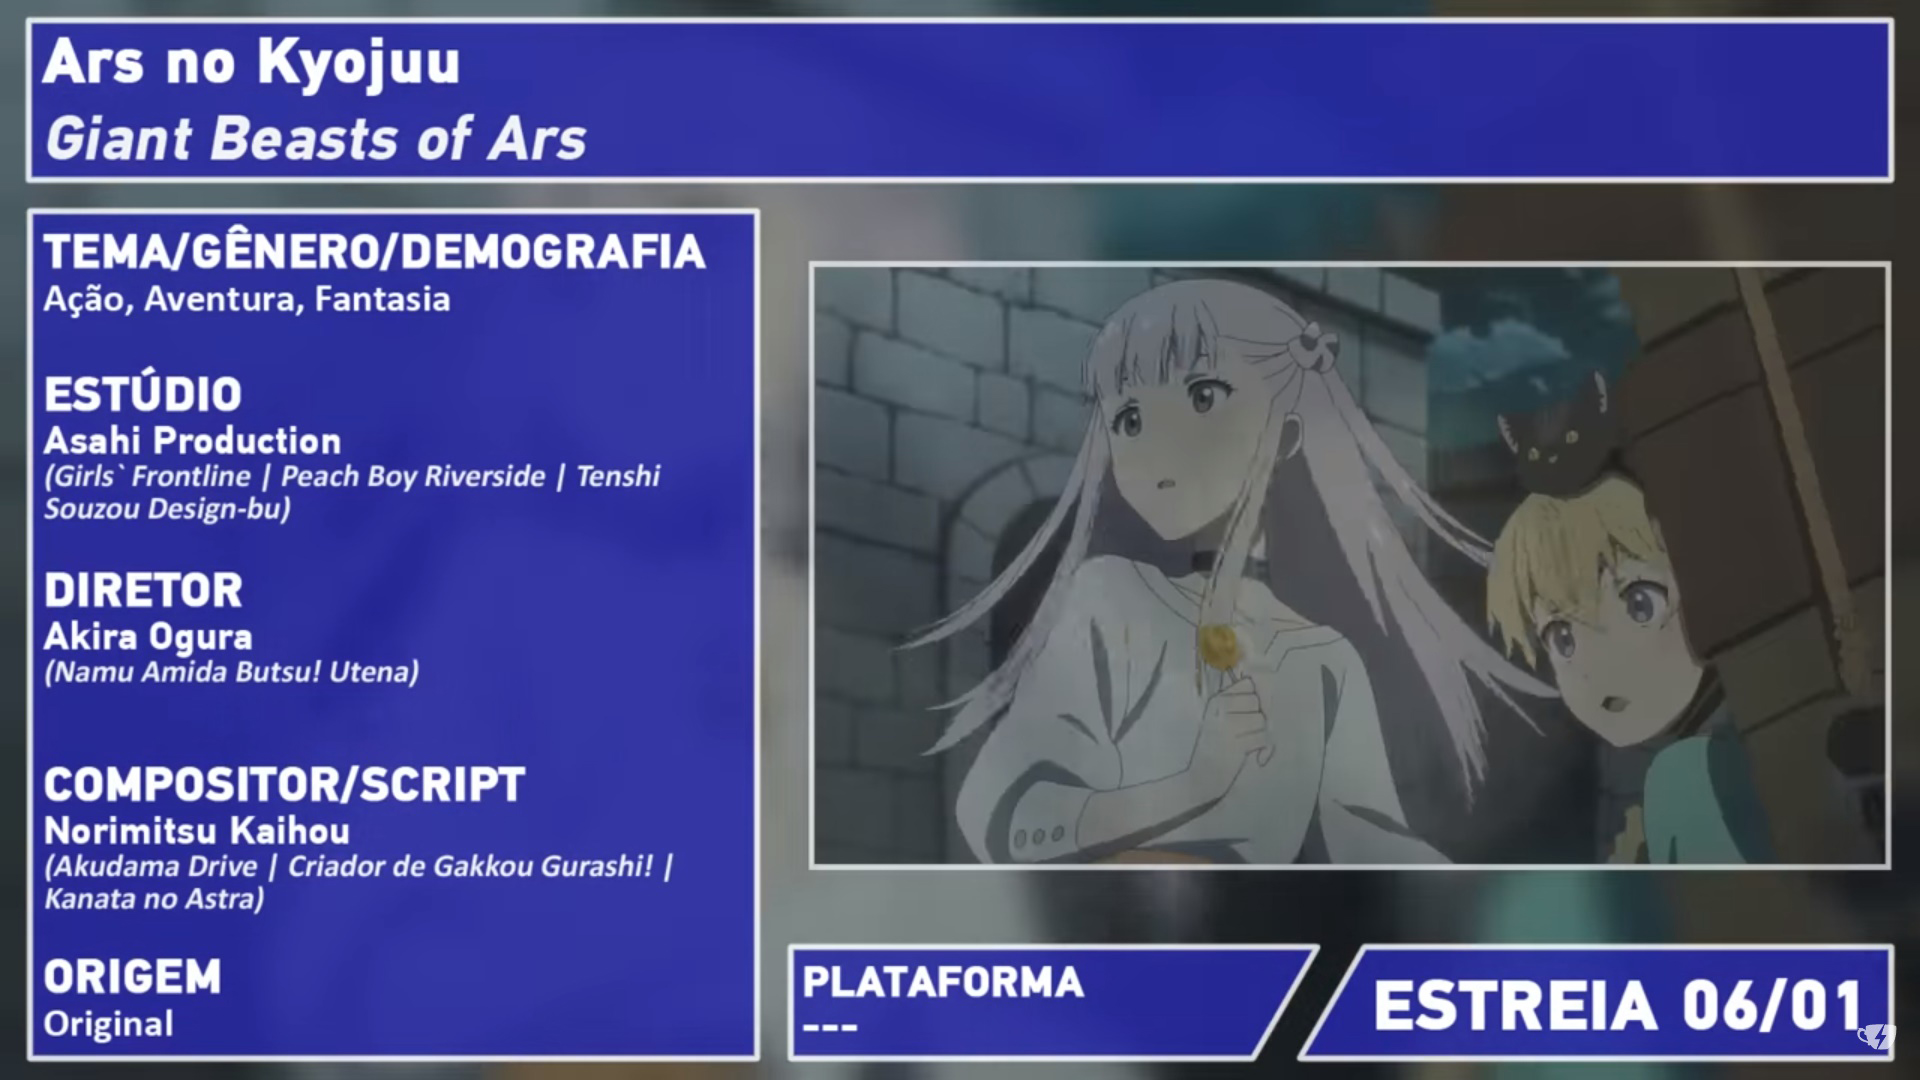 Ars no Kyojuu
Giant Beasts of Ars
TEMA/GÊNERO/DEMOGRAFIA
Ação, Aventura, Fantasia
ESTÚDIO
Asahi Production
(Girls` Frontline | Peach Boy Riverside | Tenshi
Souzou Design-bu)
DIRETOR
Akira Ogura
(Namu Amida Butsu! Utena)
COMPOSITOR/SCRIPT
Norimitsu Kaihou
(Akudama Drive | Criador de Gakkou Gurashi! |
Kanata no Astra)
ORIGEM
Original
PLATAFORMA
---
ESTREIA 06/01